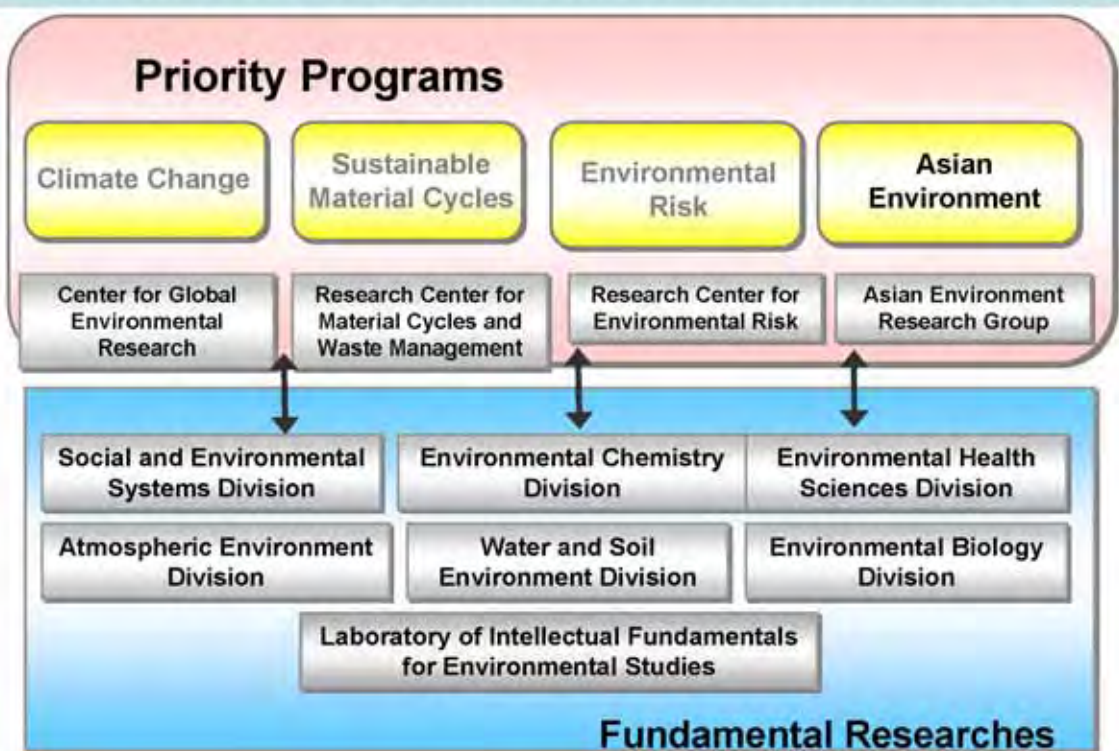 Priority Programs
Climate Change
Sustainable
Material Cycles
Environmental
Risk
Asian
Environment
Center for Global
Environmental
Research
Research Center for
Material Cycles and
Waste Management
Research Center for
Environmental Risk
Asian Environment
Research Group
Social and Environmental
Systems Division
Environmental Chemistry
Division
Environmental Health
Sciences Division
Atmospheric Environment
Division
Water and Soil
Environment Division
Environmental Biology
Division
Laboratory of Intellectual Fundamentals
for Environmental Studies
Fundamental Researches